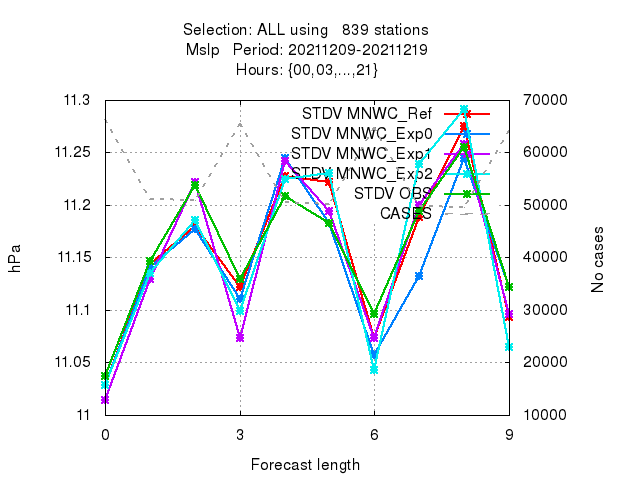 Selection: ALL using   839 stations
Mslp   Period: 20211209-20211219
Hours: {00,03,...,21}
11.3
11.25
11.2
11.15
11.1
11.05
11
70000
60000
50000
40000
30000
20000
10000
STDV MNWC_Ref
STDV MNWC_Exp0
STDV MNWC_Exp1
STDV MNWC_Exp2
STDV OBS
CASES
hPa
No cases
0
3
6
9
Forecast length